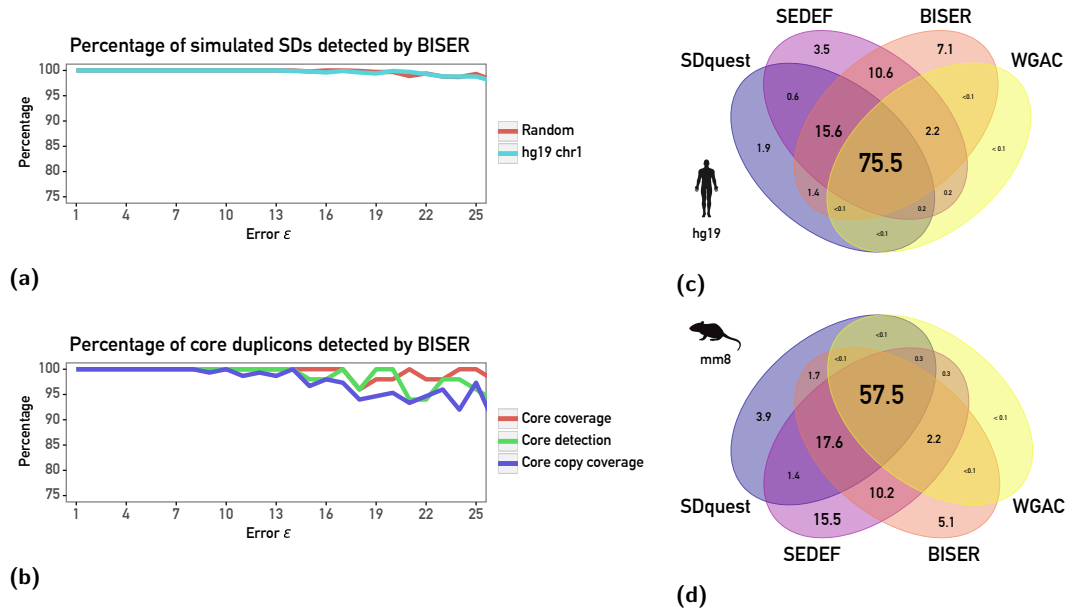 Percentage of simulated SDs detected by BISER
100
95
90
85
80
75
Percentage
1 4 7 10 13 16 19 22 25
Error ε
Random
hg19 chr1
(a)
Percentage of core duplicons detected by BISER
100
95
90
85
80
75
Percentage
1 4 7 10 13 16 19 22 25
Error ε
Core coverage
Core detection
Core copy coverage
(b)
SEDEF BISER
SDquest WGAC
3.5 7.1
10.6
0.6 <0.1
15.6 2.2
1.9 < 0.1
75.5
1.4 0.2
<0.1 0.2
<0.1
hg19
(c)
mm8
<0.1
<0.1 0.3
1.7 0.3
57.5
3.9 < 0.1
17.6 2.2
1.4 <0.1
10.2
SDquest WGAC
15.5 5.1
SEDEF BISER
(d)